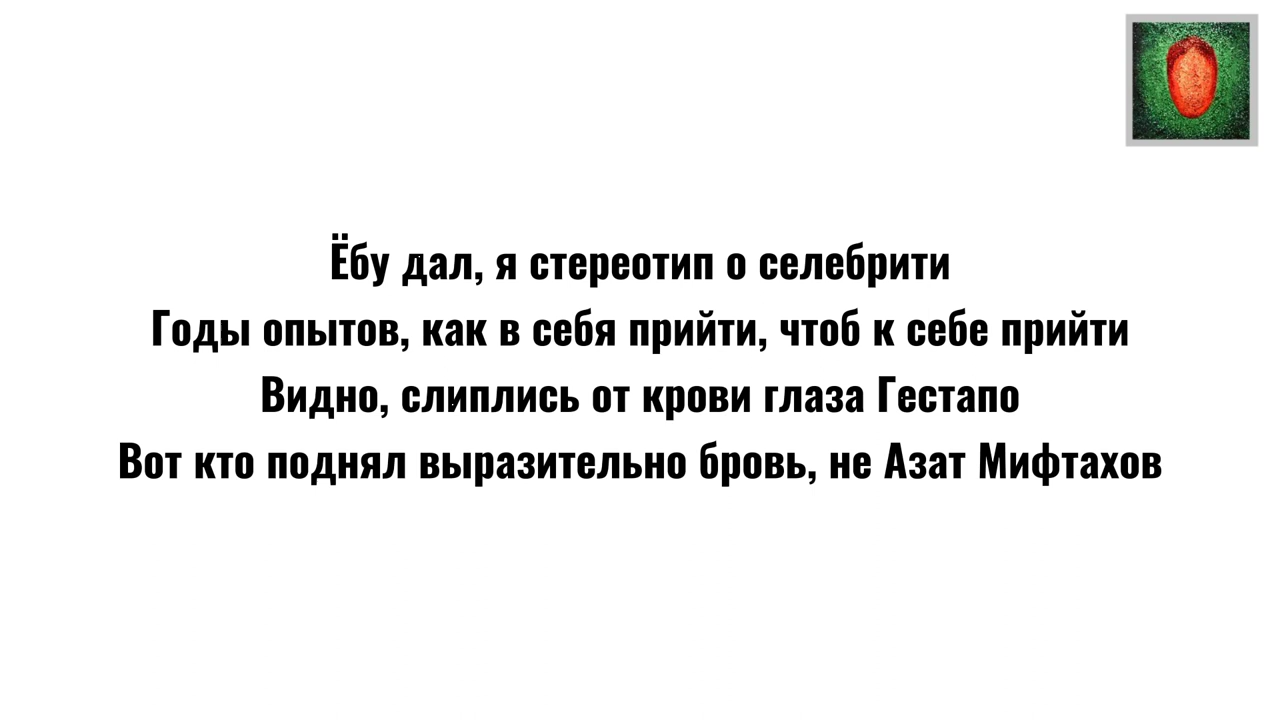 Ёбу дал, я стереотип о селебрити
Годы опытов, как в себя прийти, чтоб к себе прийти
Видно, слиплись от крови глаза Гестапо
Вот кто поднял выразительно бровь, не Азат Мифтахов